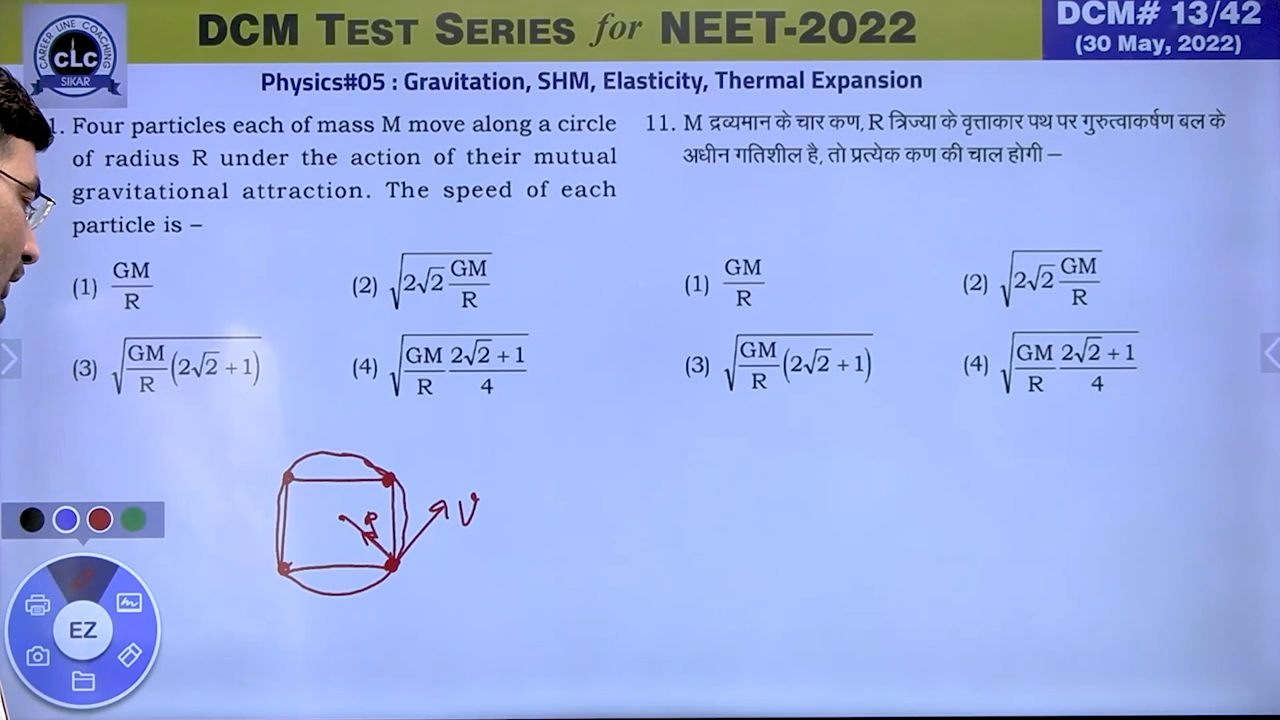 CAREER LINE COACHING
CLC
SIKAR
DCM TEST SERIES for NEET-2022
DCM# 13/42
(30 May, 2022)
Physics#05 : Gravitation, SHM, Elasticity, Thermal Expansion
1. Four particles each of mass M move along a circle
of radius R under the action of their mutual
gravitational attraction. The speed of each
particle is –
(1) GM/R (2) √(2√2 GM/R)
(3) √(GM/R (2√2 + 1)) (4) √(GM/R (2√2 + 1)/4)
11. M द्रव्यमान के चार कण, R त्रिज्या के वृत्ताकार पथ पर गुरुत्वाकर्षण बल के
अधीन गतिशील है, तो प्रत्येक कण की चाल होगी –
(1) GM/R (2) √(2√2 GM/R)
(3) √(GM/R (2√2 + 1)) (4) √(GM/R (2√2 + 1)/4)
R
V
EZ